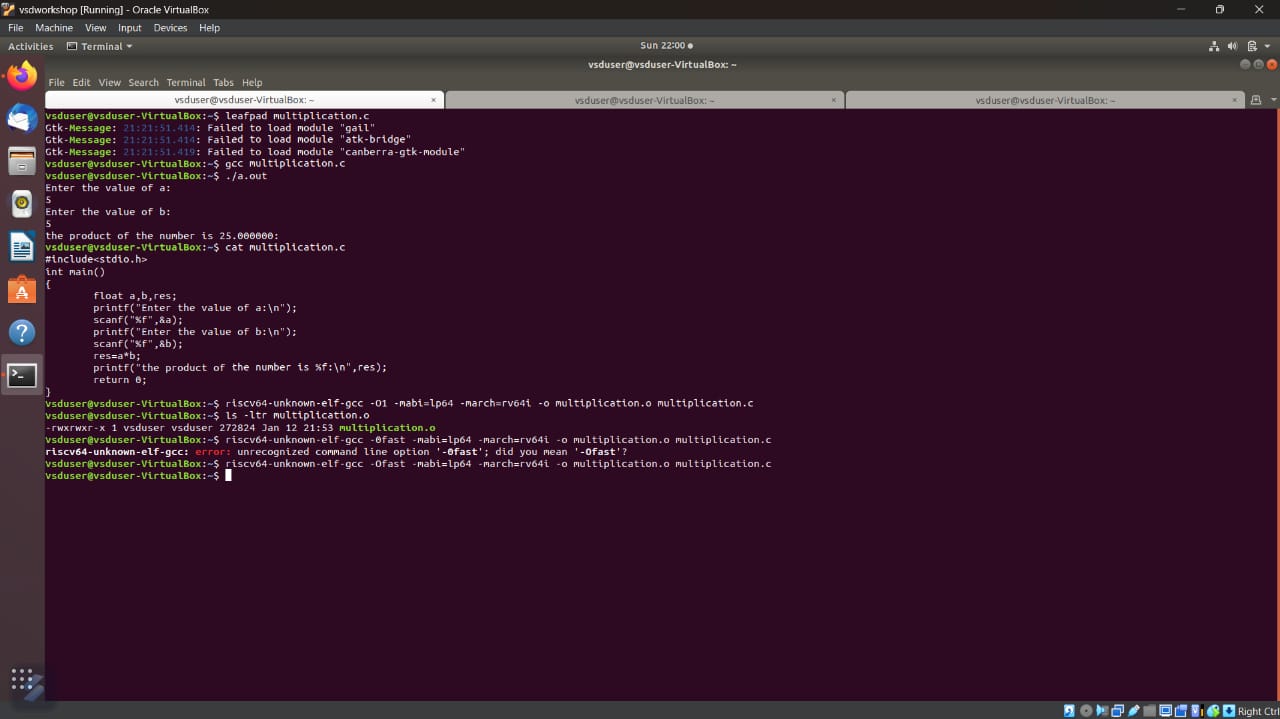 vsdworkshop [Running] - Oracle VirtualBox
File Machine View Input Devices Help
Activities Terminal Sun 22:00
vsduser@vsduser-VirtualBox: ~
File Edit View Search Terminal Tabs Help
vsduser@vsduser-VirtualBox: ~ × vsduser@vsduser-VirtualBox: ~ × vsduser@vsduser-VirtualBox: ~ ×
vsduser@vsduser-VirtualBox:~$ leafpad multiplication.c
Gtk-Message: 21:21:51.414: Failed to load module "gail"
Gtk-Message: 21:21:51.414: Failed to load module "atk-bridge"
Gtk-Message: 21:21:51.419: Failed to load module "canberra-gtk-module"
vsduser@vsduser-VirtualBox:~$ gcc multiplication.c
vsduser@vsduser-VirtualBox:~$ ./a.out
Enter the value of a:
5
Enter the value of b:
5
the product of the number is 25.000000:
vsduser@vsduser-VirtualBox:~$ cat multiplication.c
#include<stdio.h>
int main()
{
        float a,b,res;
        printf("Enter the value of a:\n");
        scanf("%f",&a);
        printf("Enter the value of b:\n");
        scanf("%f",&b);
        res=a*b;
        printf("the product of the number is %f:\n",res);
        return 0;
}
vsduser@vsduser-VirtualBox:~$ riscv64-unknown-elf-gcc -O1 -mabi=lp64 -march=rv64i -o multiplication.o multiplication.c
vsduser@vsduser-VirtualBox:~$ ls -ltr multiplication.o
-rwxrwxr-x 1 vsduser vsduser 272824 Jan 12 21:53 multiplication.o
vsduser@vsduser-VirtualBox:~$ riscv64-unknown-elf-gcc -0fast -mabi=lp64 -march=rv64i -o multiplication.o multiplication.c
riscv64-unknown-elf-gcc: error: unrecognized command line option '-0fast'; did you mean '-Ofast'?
vsduser@vsduser-VirtualBox:~$ riscv64-unknown-elf-gcc -Ofast -mabi=lp64 -march=rv64i -o multiplication.o multiplication.c
vsduser@vsduser-VirtualBox:~$
Right Ctrl